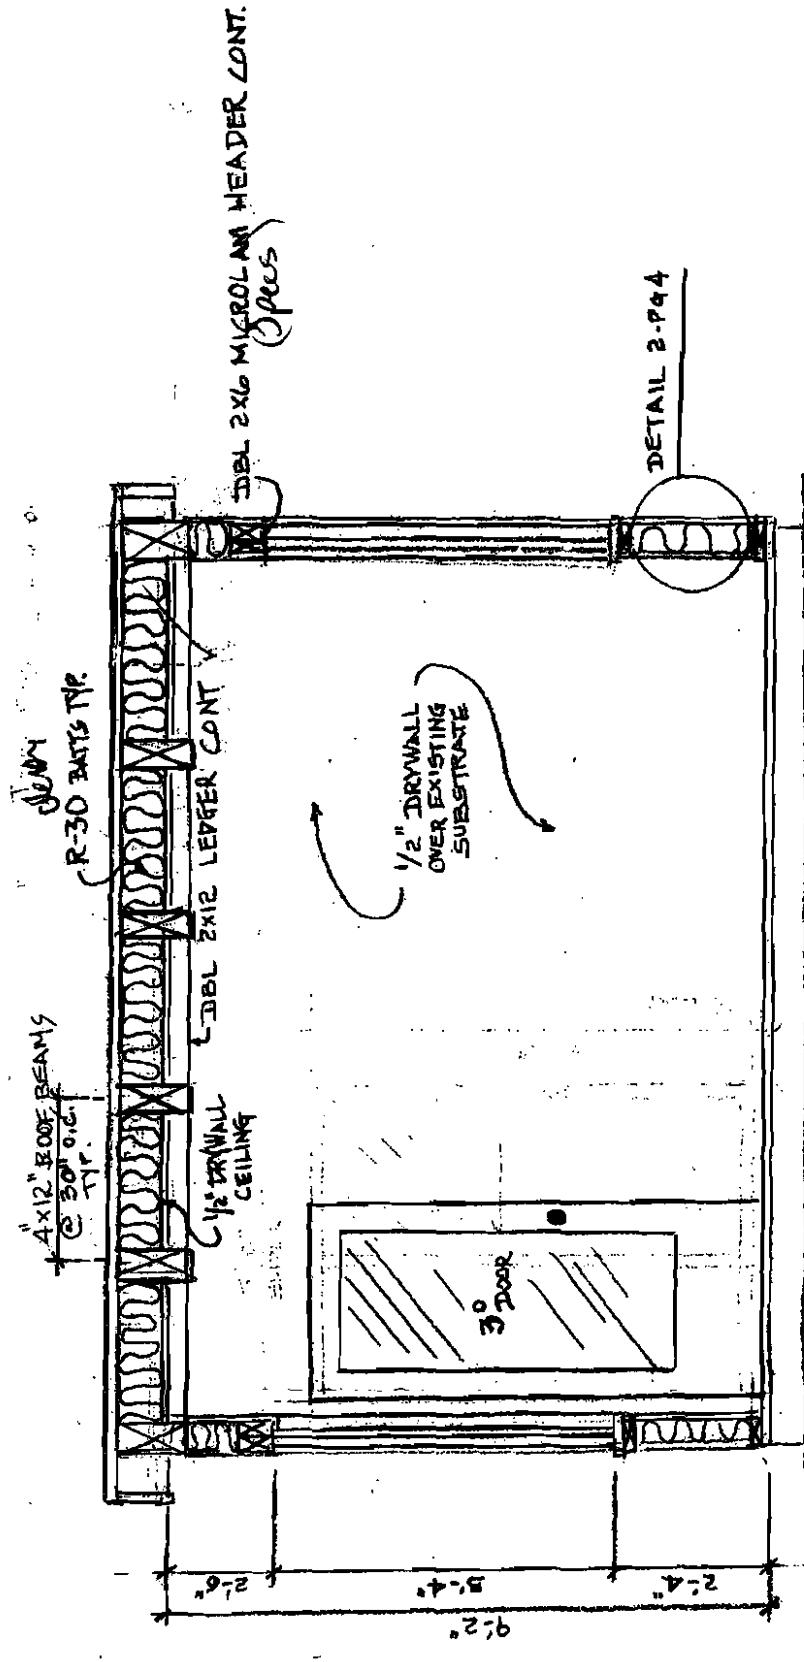 4"x12" ROOF BEAMS
@ 30" O.C.
TYP.
R-30 BATTS TYP.
DBL 2X6 MICROLAM HEADER CONT.
Specs
1/2" DRYWALL
CEILING
DBL 2X12 LEDGER CONT
1/2" DRYWALL
OVER EXISTING
SUBSTRATE
3⁰
DOOR
DETAIL 2-PG4
2'-6"
5'-4"
2'-4"
9'-2"